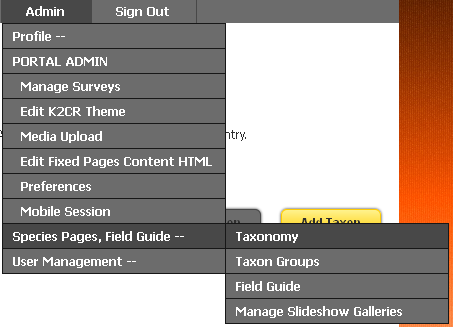 Admin Sign Out
Profile --
PORTAL ADMIN
Manage Surveys
Edit K2CR Theme
Media Upload
ntry.
Edit Fixed Pages Content HTML
Preferences
Mobile Session
Add Taxon
Species Pages, Field Guide --
Taxonomy
User Management --
Taxon Groups
Field Guide
Manage Slideshow Galleries